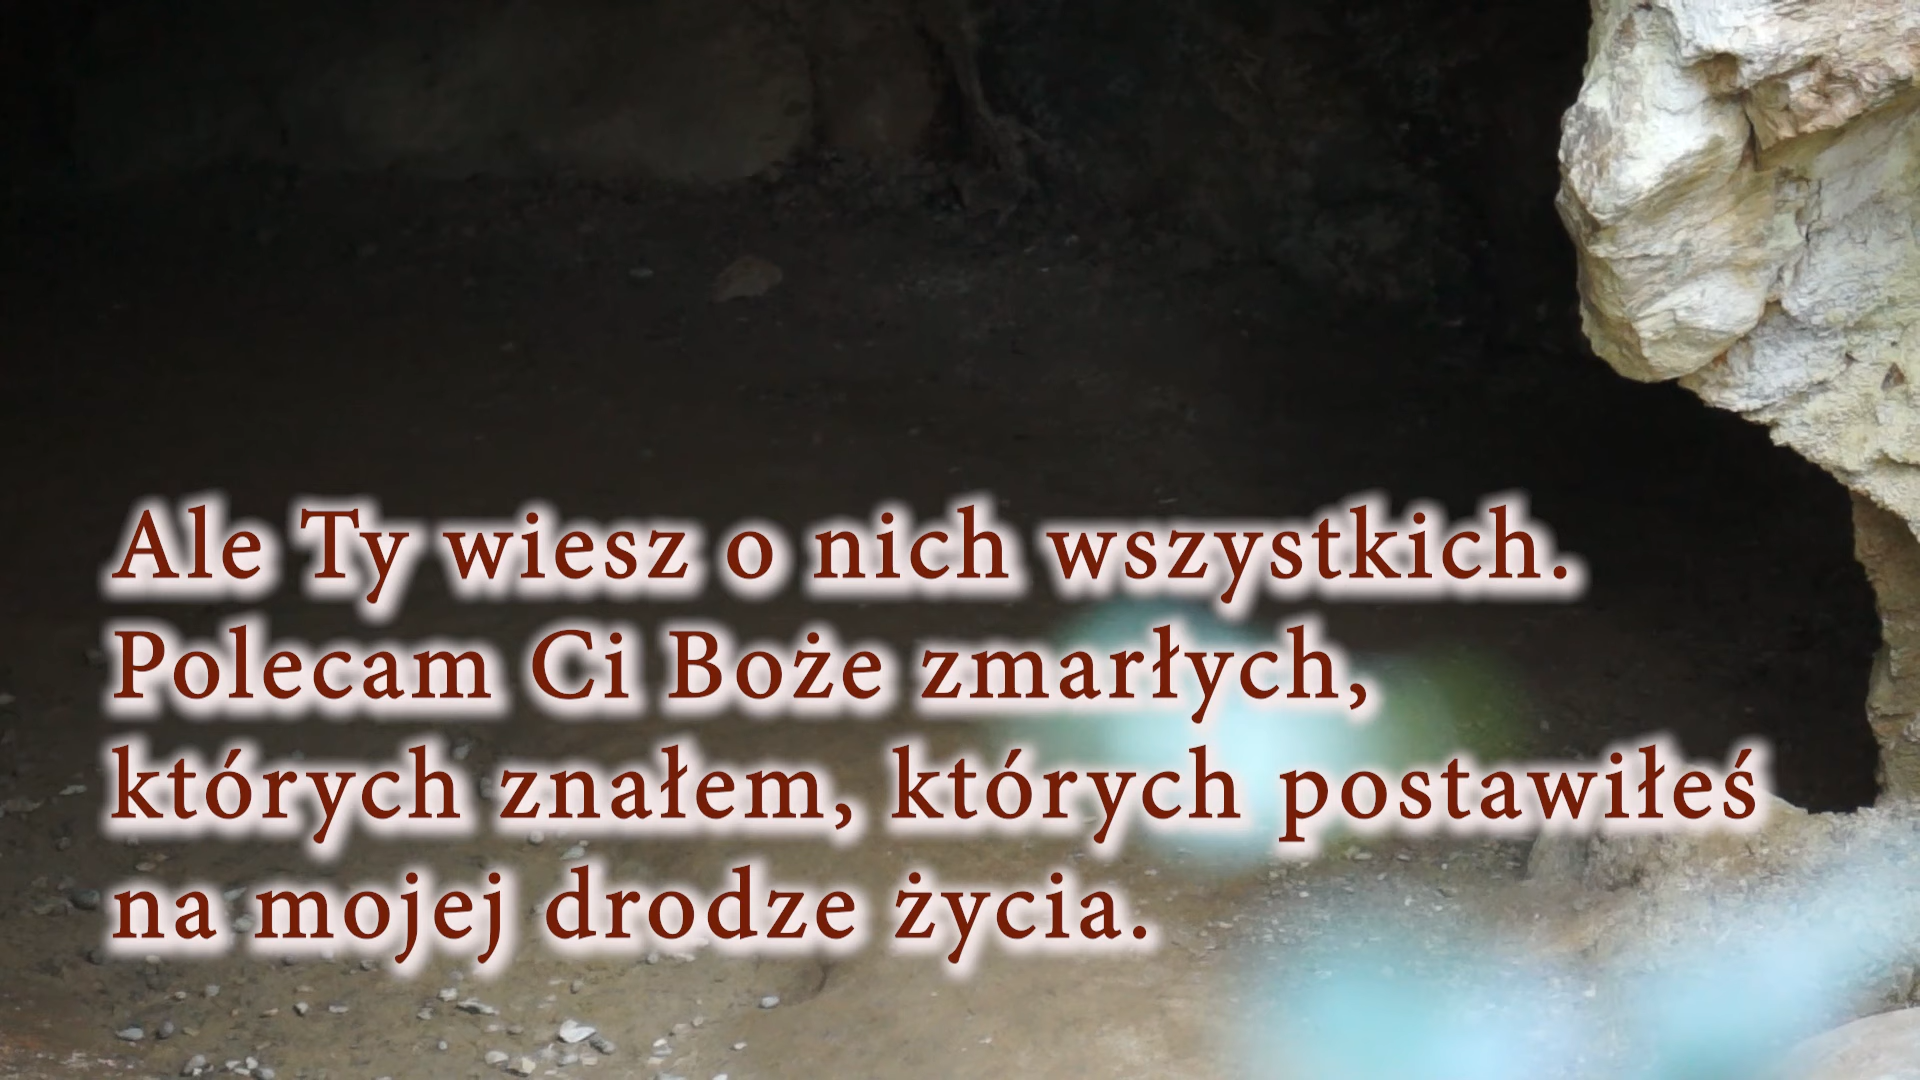 Ale Ty wiesz o nich wszystkich.
Polecam Ci Boże zmarłych,
których znałem, których postawiłeś
na mojej drodze życia.